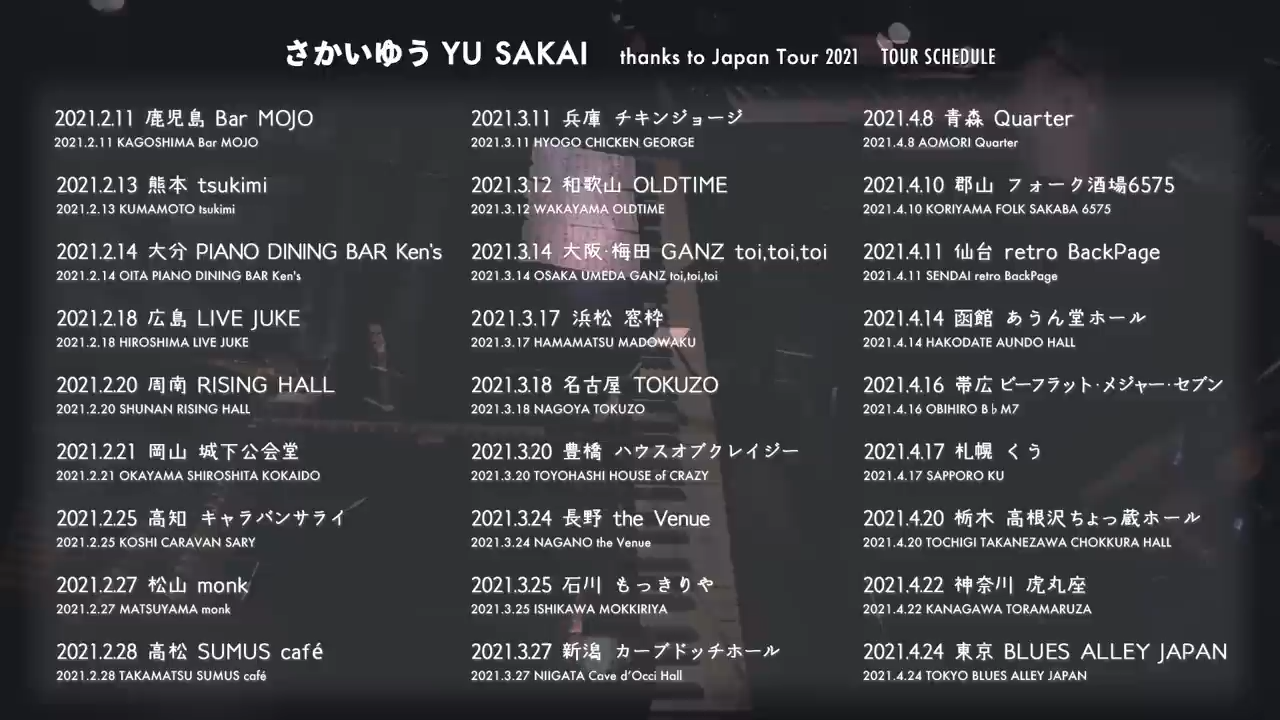 さかいゆう YU SAKAI thanks to Japan Tour 2021 TOUR SCHEDULE
2021.2.11 鹿児島 Bar MOJO
2021.2.11 KAGOSHIMA Bar MOJO
2021.2.13 熊本 tsukimi
2021.2.13 KUMAMOTO tsukimi
2021.2.14 大分 PIANO DINING BAR Ken's
2021.2.14 OITA PIANO DINING BAR Ken's
2021.2.18 広島 LIVE JUKE
2021.2.18 HIROSHIMA LIVE JUKE
2021.2.20 周南 RISING HALL
2021.2.20 SHUNAN RISING HALL
2021.2.21 岡山 城下公会堂
2021.2.21 OKAYAMA SHIROSHITA KOKAIDO
2021.2.25 高知 キャラバンサライ
2021.2.25 KOSHI CARAVAN SARY
2021.2.27 松山 monk
2021.2.27 MATSUYAMA monk
2021.2.28 高松 SUMUS café
2021.2.28 TAKAMATSU SUMUS café
2021.3.11 兵庫 チキンジョージ
2021.3.11 HYOGO CHICKEN GEORGE
2021.3.12 和歌山 OLDTIME
2021.3.12 WAKAYAMA OLDTIME
2021.3.14 大阪・梅田 GANZ toi,toi,toi
2021.3.14 OSAKA UMEDA GANZ toi,toi,toi
2021.3.17 浜松 窓枠
2021.3.17 HAMAMATSU MADOWAKU
2021.3.18 名古屋 TOKUZO
2021.3.18 NAGOYA TOKUZO
2021.3.20 豊橋 ハウスオブクレイジー
2021.3.20 TOYOHASHI HOUSE of CRAZY
2021.3.24 長野 the Venue
2021.3.24 NAGANO the Venue
2021.3.25 石川 もっきりや
2021.3.25 ISHIKAWA MOKKIRIYA
2021.3.27 新潟 カーブドッチホール
2021.3.27 NIIGATA Cave d'Occi Hall
2021.4.8 青森 Quarter
2021.4.8 AOMORI Quarter
2021.4.10 郡山 フォーク酒場6575
2021.4.10 KORIYAMA FOLK SAKABA 6575
2021.4.11 仙台 retro BackPage
2021.4.11 SENDAI retro BackPage
2021.4.14 函館 あうん堂ホール
2021.4.14 HAKODATE AUNDO HALL
2021.4.16 帯広 ビーフラット・メジャー・セブン
2021.4.16 OBIHIRO B♭M7
2021.4.17 札幌 くう
2021.4.17 SAPPORO KU
2021.4.20 栃木 高根沢ちょっ蔵ホール
2021.4.20 TOCHIGI TAKANEZAWA CHOKKURA HALL
2021.4.22 神奈川 虎丸座
2021.4.22 KANAGAWA TORAMARUZA
2021.4.24 東京 BLUES ALLEY JAPAN
2021.4.24 TOKYO BLUES ALLEY JAPAN